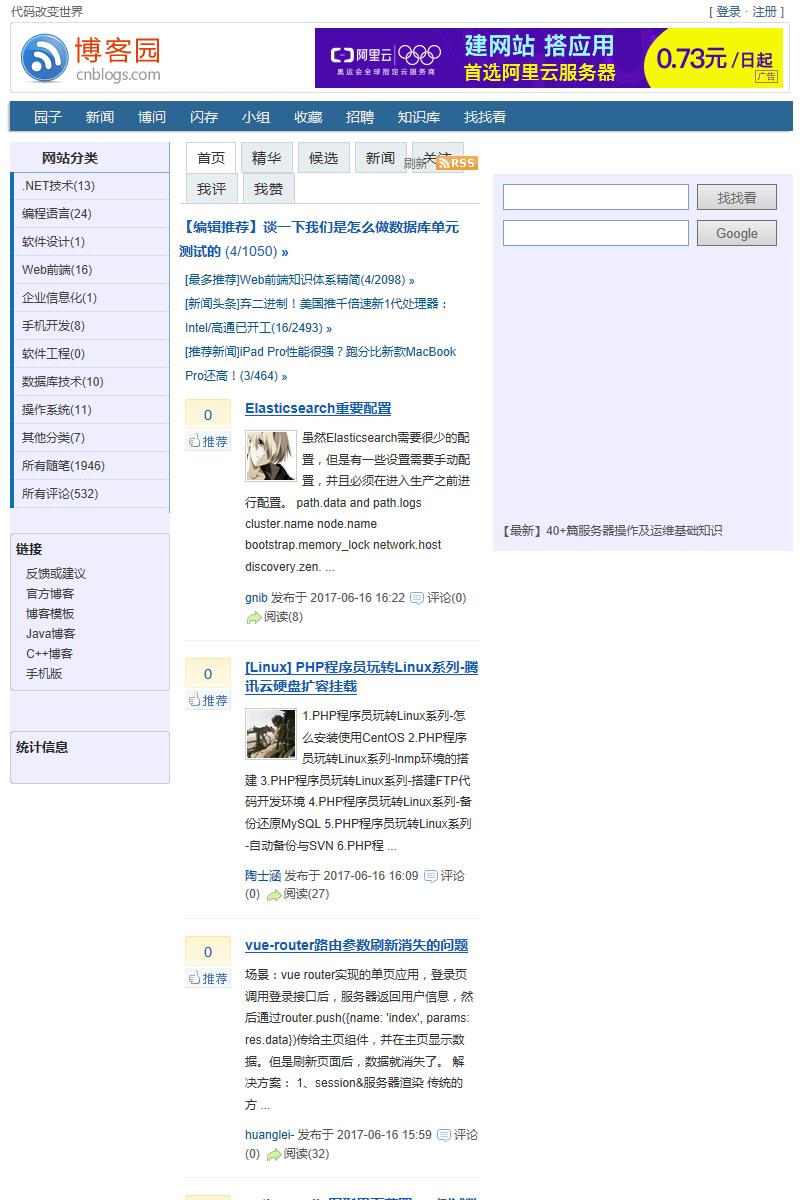 代码改变世界
[ 登录 · 注册 ]
博客园
cnblogs.com
阿里云
奥运会全球指定云服务商
建网站 搭应用
首选阿里云服务器
0.73元 /日起
广告
园子 新闻 博问 闪存 小组 收藏 招聘 知识库 找找看
网站分类
.NET技术(13)
编程语言(24)
软件设计(1)
Web前端(16)
企业信息化(1)
手机开发(8)
软件工程(0)
数据库技术(10)
操作系统(11)
其他分类(7)
所有随笔(1946)
所有评论(532)
链接
反馈或建议
官方博客
博客模板
Java博客
C++博客
手机版
统计信息
首页 精华 候选 新闻 关注
刷新 RSS
我评 我赞
【编辑推荐】谈一下我们是怎么做数据库单元
测试的 (4/1050) »
[最多推荐]Web前端知识体系精简(4/2098) »
[新闻头条]弃二进制！美国推千倍速新1代处理器：
Intel/高通已开工(16/2493) »
[推荐新闻]iPad Pro性能很强？跑分比新款MacBook
Pro还高！(3/464) »
0
推荐
Elasticsearch重要配置
虽然Elasticsearch需要很少的配
置，但是有一些设置需要手动配
置，并且必须在进入生产之前进
行配置。 path.data and path.logs
cluster.name node.name
bootstrap.memory_lock network.host
discovery.zen. ...
gnib 发布于 2017-06-16 16:22 评论(0)
阅读(8)
0
推荐
[Linux] PHP程序员玩转Linux系列-腾
讯云硬盘扩容挂载
1.PHP程序员玩转Linux系列-怎
么安装使用CentOS 2.PHP程序
员玩转Linux系列-lnmp环境的搭
建 3.PHP程序员玩转Linux系列-搭建FTP代
码开发环境 4.PHP程序员玩转Linux系列-备
份还原MySQL 5.PHP程序员玩转Linux系列
-自动备份与SVN 6.PHP程 ...
陶士涵 发布于 2017-06-16 16:09 评论
(0) 阅读(27)
0
推荐
vue-router路由参数刷新消失的问题
场景：vue router实现的单页应用，登录页
调用登录接口后，服务器返回用户信息，然
后通过router.push({name: 'index', params:
res.data})传给主页组件，并在主页显示数
据。但是刷新页面后，数据就消失了。 解
决方案： 1、session&服务器渲染 传统的
方 ...
huanglei- 发布于 2017-06-16 15:59 评论
(0) 阅读(32)
找找看
Google
【最新】40+篇服务器操作及运维基础知识